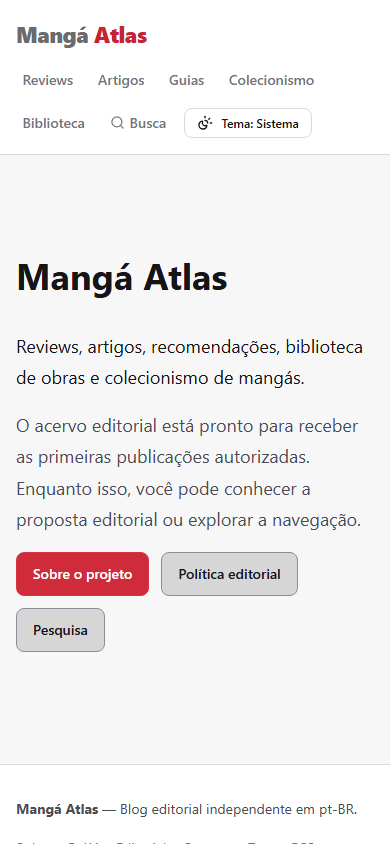 Mangá Atlas
Reviews Artigos Guias Colecionismo
Biblioteca Busca Tema: Sistema
Mangá Atlas
Reviews, artigos, recomendações, biblioteca
de obras e colecionismo de mangás.
O acervo editorial está pronto para receber
as primeiras publicações autorizadas.
Enquanto isso, você pode conhecer a
proposta editorial ou explorar a navegação.
Sobre o projeto Política editorial
Pesquisa
Mangá Atlas — Blog editorial independente em pt-BR.